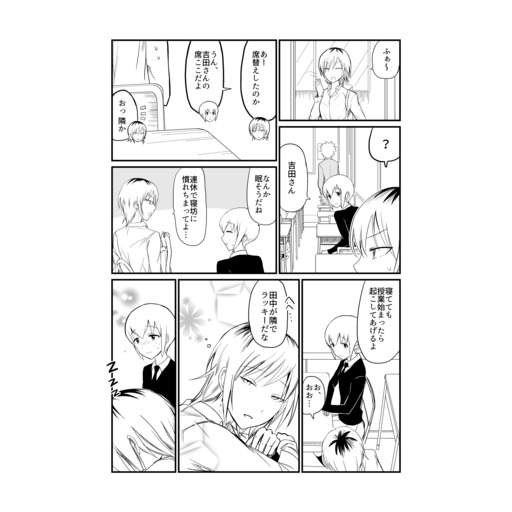 ふぁ〜
？
吉田さん
あー
席替えしたのか
うん、
吉田さんの
席ここだよ
おっ隣か
なんか
眠そうだね
連休で寝坊に
慣れちまってよ…
寝てても
授業始まったら
起こしてあげるよ
お、
おお…
へへ
田中が隣で
ラッキーだな
Z-Z-Z